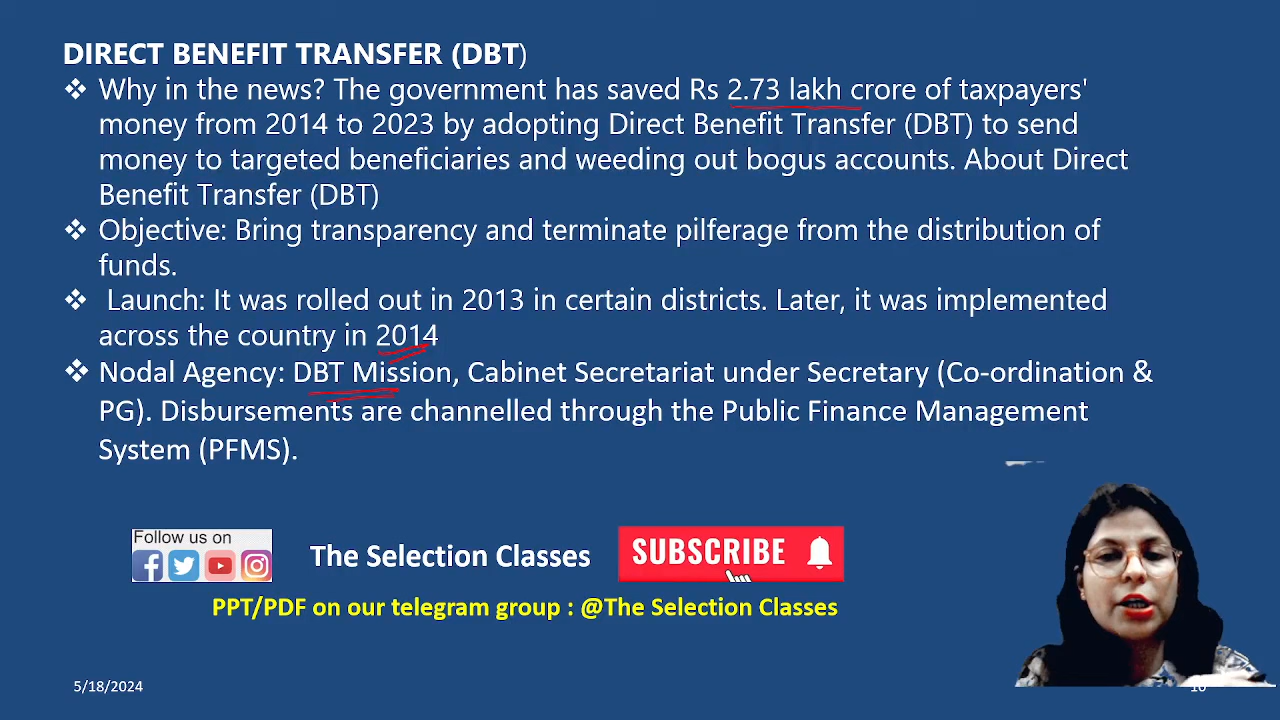 DIRECT BENEFIT TRANSFER (DBT)
❖ Why in the news? The government has saved Rs 2.73 lakh crore of taxpayers'
money from 2014 to 2023 by adopting Direct Benefit Transfer (DBT) to send
money to targeted beneficiaries and weeding out bogus accounts. About Direct
Benefit Transfer (DBT)
❖ Objective: Bring transparency and terminate pilferage from the distribution of
funds.
❖ Launch: It was rolled out in 2013 in certain districts. Later, it was implemented
across the country in 2014
❖ Nodal Agency: DBT Mission, Cabinet Secretariat under Secretary (Co-ordination &
PG). Disbursements are channelled through the Public Finance Management
System (PFMS).
Follow us on
The Selection Classes
SUBSCRIBE
PPT/PDF on our telegram group : @The Selection Classes
5/18/2024